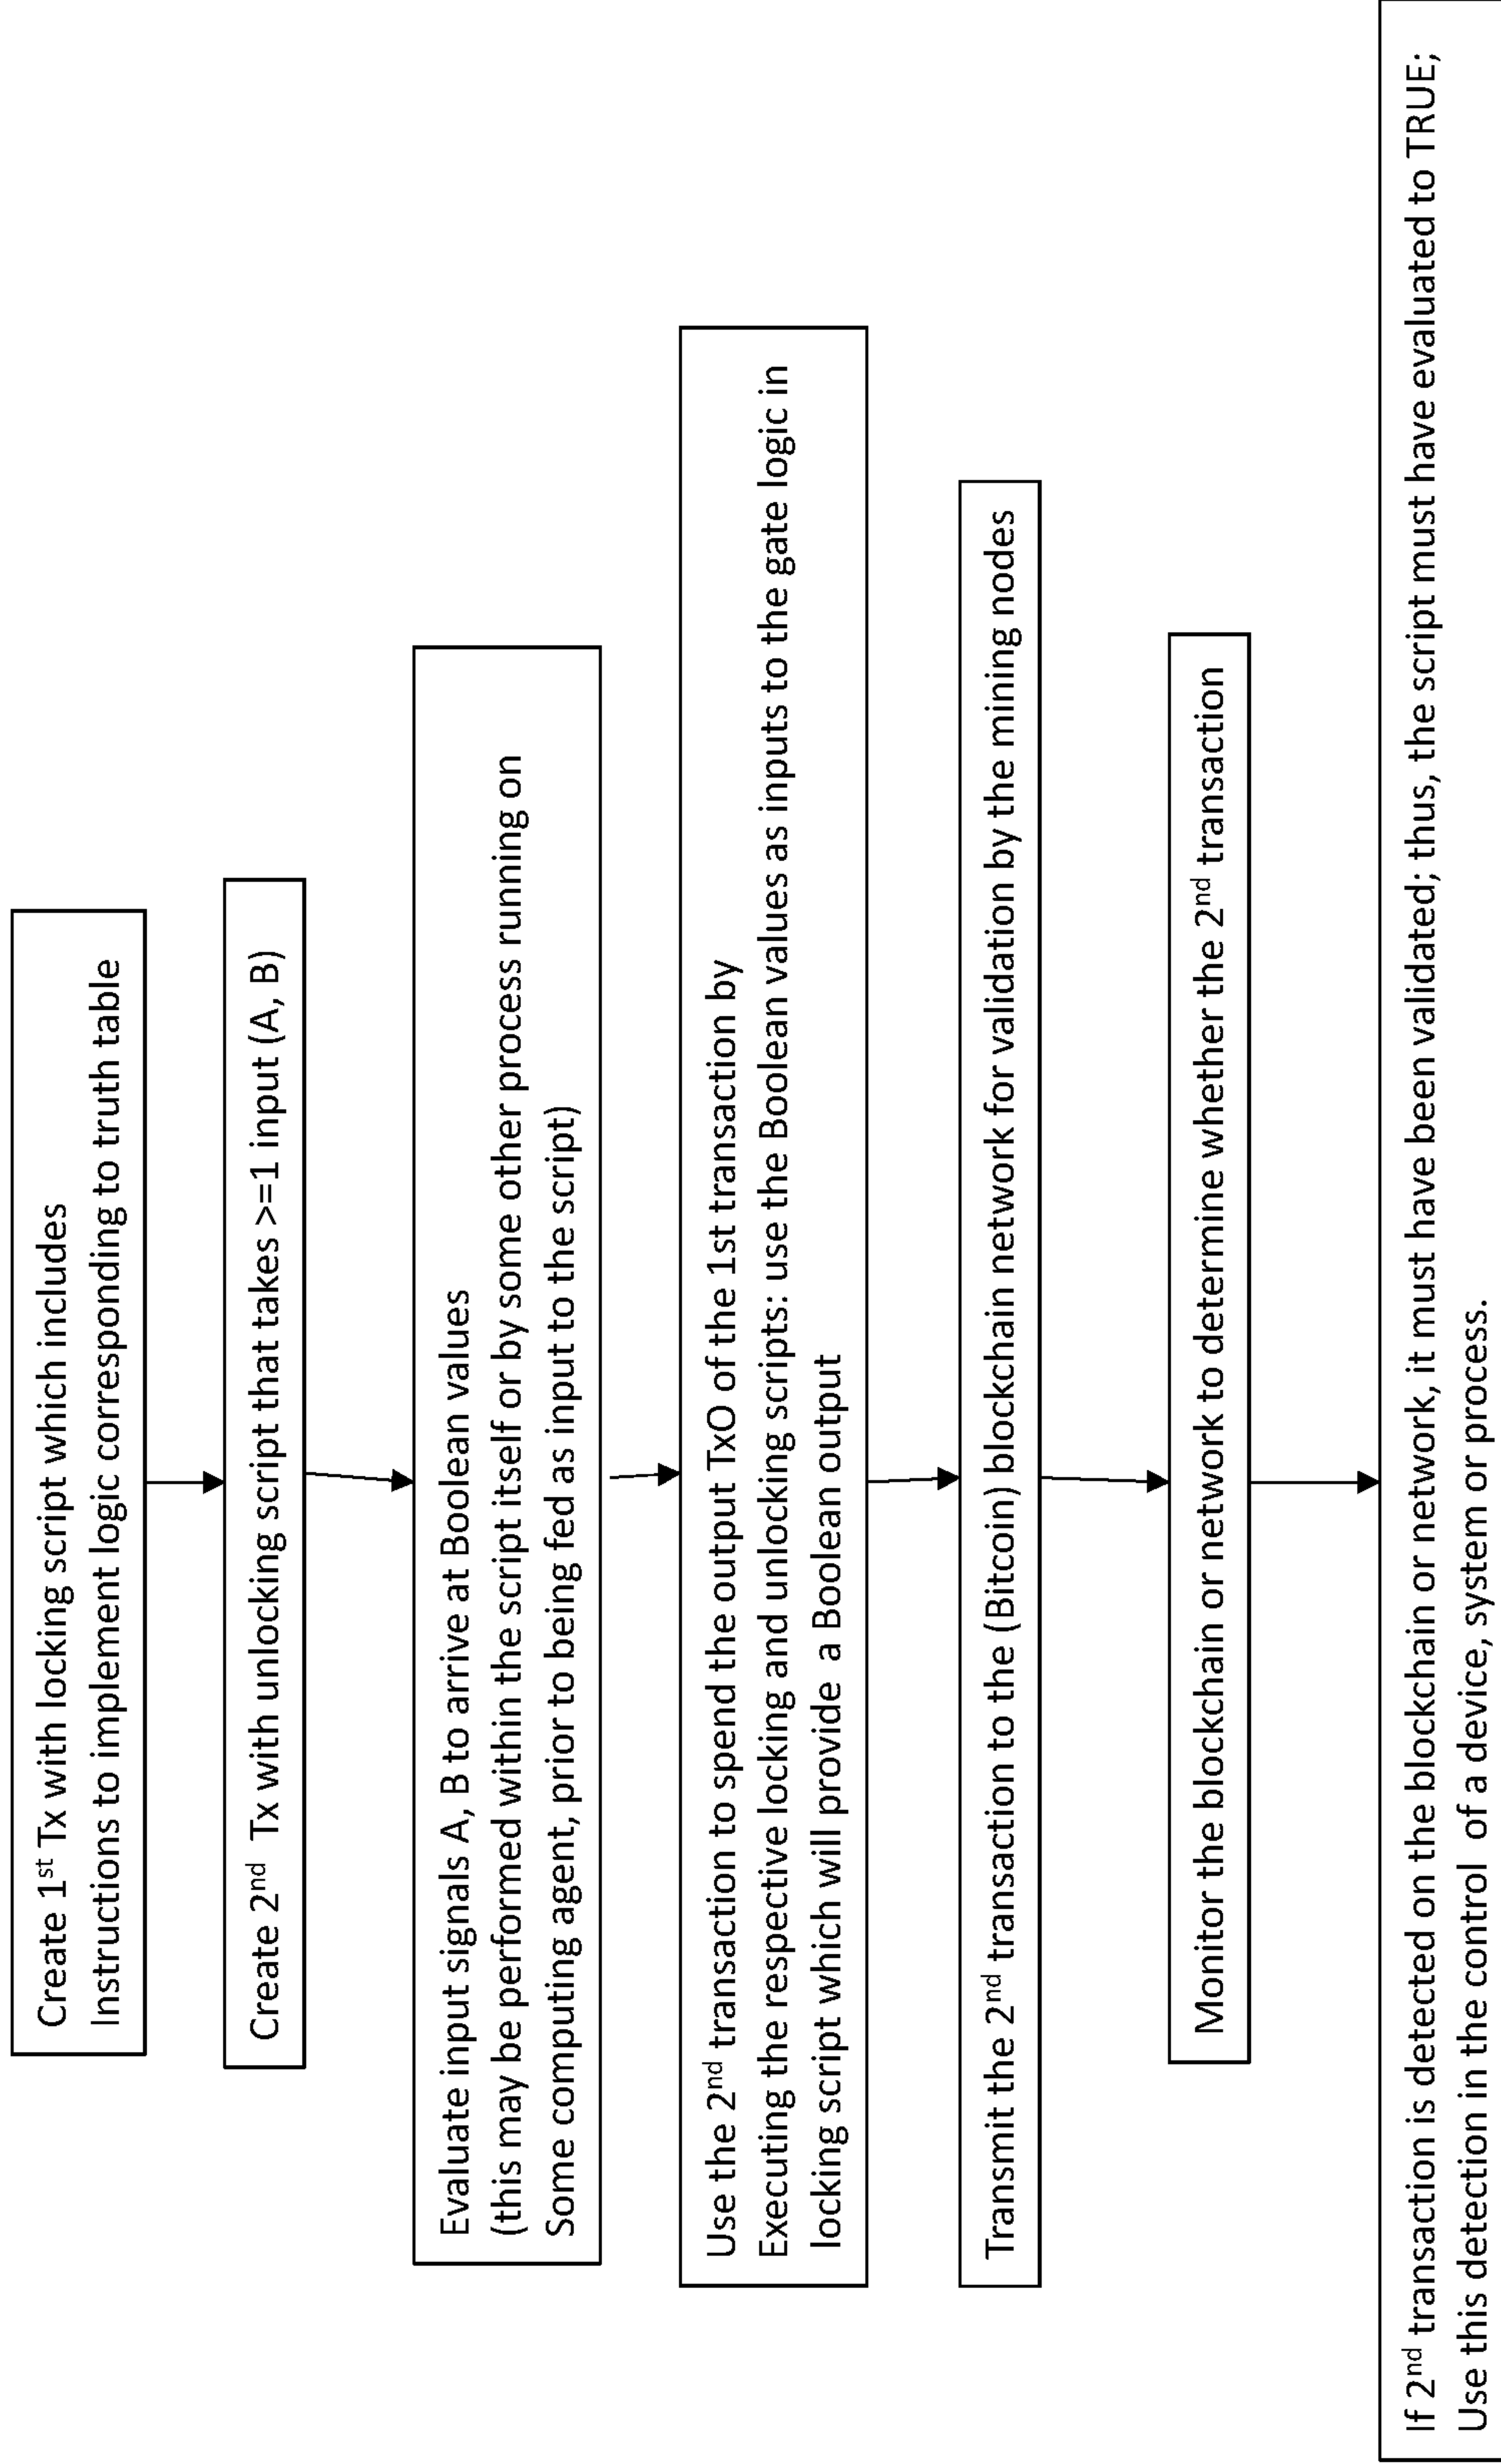 Create 1st Tx with locking script which includes
Instructions to implement logic corresponding to truth table
Create 2nd Tx with unlocking script that takes >=1 input (A, B)
Evaluate input signals A, B to arrive at Boolean values
(this may be performed within the script itself or by some other process running on
Some computing agent, prior to being fed as input to the script)
Use the 2nd transaction to spend the output TxO of the 1st transaction by
Executing the respective locking and unlocking scripts: use the Boolean values as inputs to the gate logic in
locking script which will provide a Boolean output
Transmit the 2nd transaction to the (Bitcoin) blockchain network for validation by the mining nodes
Monitor the blockchain or network to determine whether the 2nd transaction
If 2nd transaction is detected on the blockchain or network, it must have been validated; thus, the script must have evaluated to TRUE;
Use this detection in the control of a device, system or process.